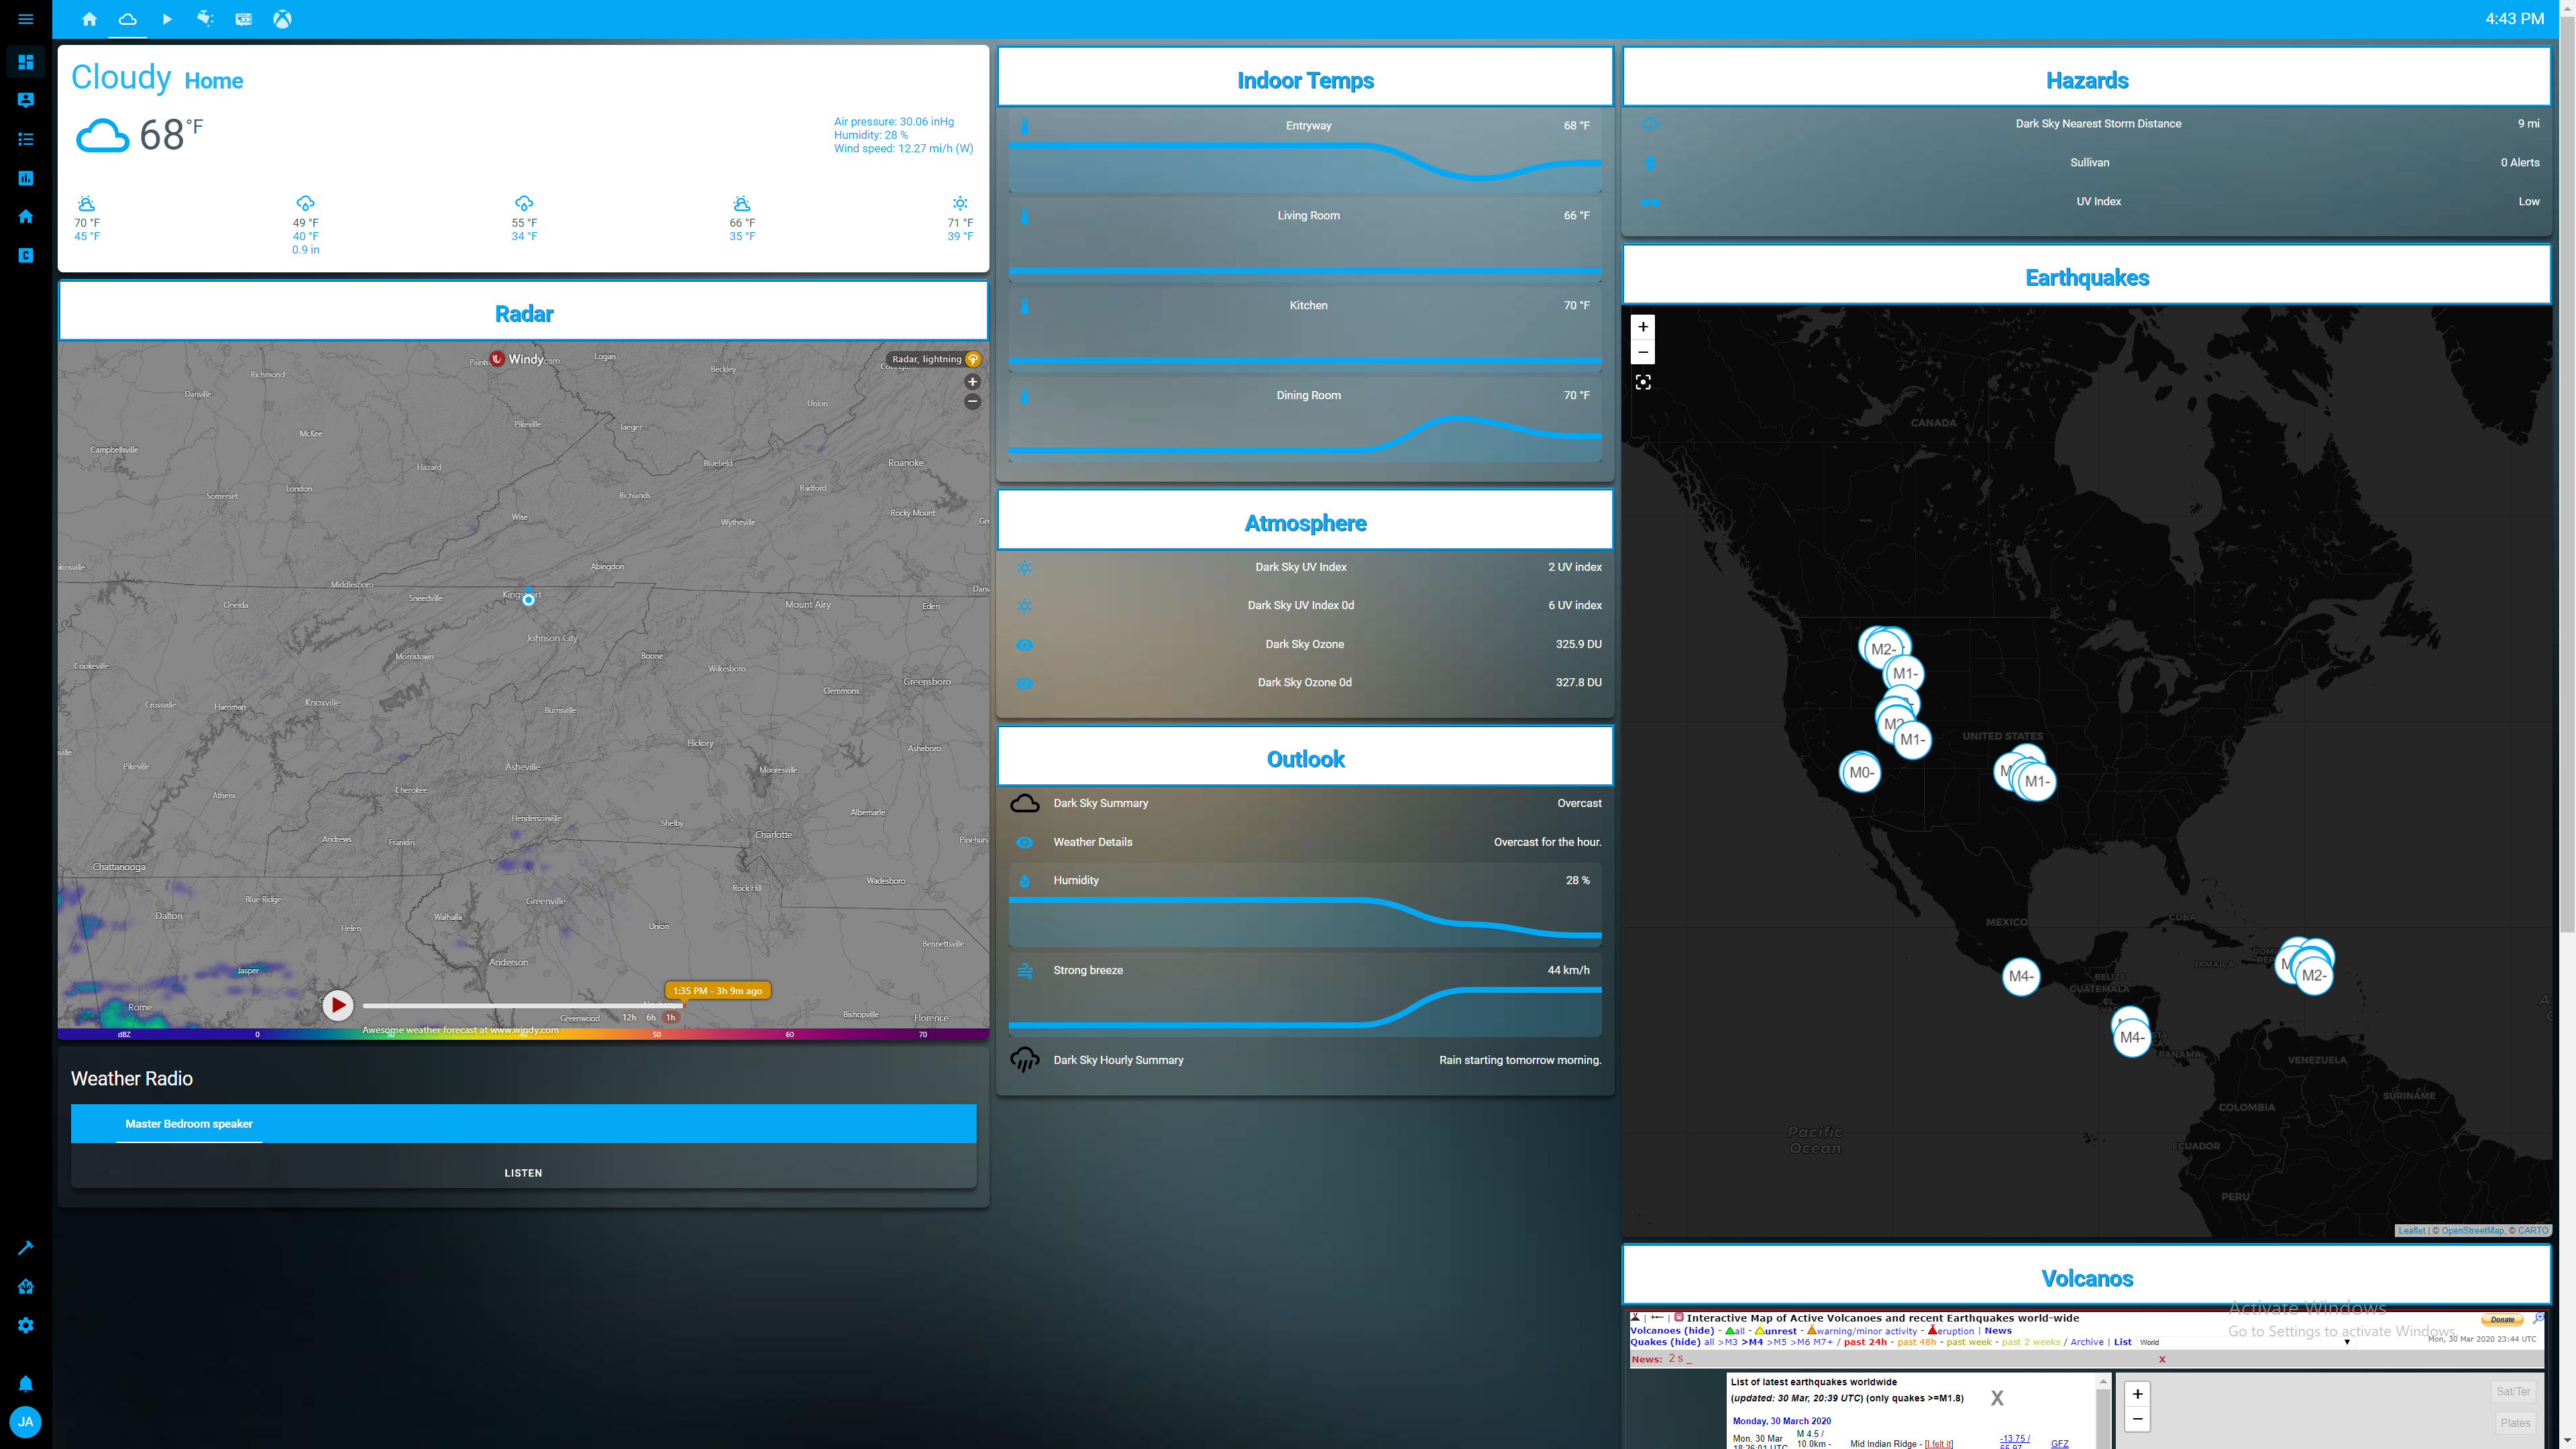 4:43 PM
Cloudy Home
68 °F
Air pressure: 30.06 inHg
Humidity: 28 %
Wind speed: 12.27 mi/h (W)
70 °F 49 °F 55 °F 66 °F 71 °F
45 °F 40 °F 34 °F 35 °F 39 °F
0.9 in
Radar
Windy.com
Radar, lightning
Logan
Richmond
Beckley
Danville
Union
Pikeville
Iaeger
McKee
Campbellsville
Hazard
Bluefield
Roanoke
London
Somerset
Richlands
Radford
Wise
Wytheville
Rocky Mount
Abingdon
Middlesboro
Sneedville
Oneida
Mount Airy
Eden
Johnson City
Morristown
Boone
Cookeville
Wilkesboro
Greensboro
Clemmons
Crossville
Harriman
Knoxville
Burnsville
Hickory
Asheboro
Pikeville
Asheville
Mooresville
Athens
Cherokee
Hendersonville
Shelby
Albemarle
Andrews
Franklin
Charlotte
Chattanooga
Rock Hill
Wadesboro
Blue Ridge
Greenville
Dalton
Walhalla
Helen
Union
Bennettsville
Jasper
Anderson
1:35 PM - 3h 9m ago
Rome
Greenwood
12h 6h 1h
Bishopville
Florence
Awesome weather forecast at www.windy.com
dBZ 0 30 40 50 60 70
Weather Radio
Master Bedroom speaker
LISTEN
Indoor Temps
Entryway 68 °F
Living Room 66 °F
Kitchen 70 °F
Dining Room 70 °F
Atmosphere
Dark Sky UV Index 2 UV index
Dark Sky UV Index 0d 6 UV index
Dark Sky Ozone 325.9 DU
Dark Sky Ozone 0d 327.8 DU
Outlook
Dark Sky Summary Overcast
Weather Details Overcast for the hour.
Humidity 28 %
Strong breeze 44 km/h
Dark Sky Hourly Summary Rain starting tomorrow morning.
Hazards
Dark Sky Nearest Storm Distance 9 mi
Sullivan 0 Alerts
UV Index Low
Earthquakes
+
−
CANADA
M2-
M1-
M1-
UNITED STATES
M0-
M1-
MEXICO
CUBA
M4-
BELIZE
JAMAICA
GUATEMALA
M2-
M4-
PANAMA
VENEZUELA
SURINAME
COLOMBIA
Pacific
Ocean
ECUADOR
PERU
Leaflet | © OpenStreetMap, © CARTO
Volcanos
Interactive Map of Active Volcanoes and recent Earthquakes world-wide
Donate
Volcanoes (hide) - all - unrest - warning/minor activity - eruption | News
Quakes (hide) all >M3 >M4 >M5 >M6 M7+ / past 24h - past 48h - past week - past 2 weeks / Archive | List World
Mon, 30 Mar 2020 23:44 UTC
News: 2 s _ X
Activate Windows
Go to Settings to activate Windows.
List of latest earthquakes worldwide
(updated: 30 Mar, 20:39 UTC) (only quakes >=M1.8) X
Monday, 30 March 2020
Mon, 30 Mar M 4.5 /
10.0km - Mid Indian Ridge - [I felt it] -13.75 / GFZ
+
−
Sat/Ter
Plates
JA